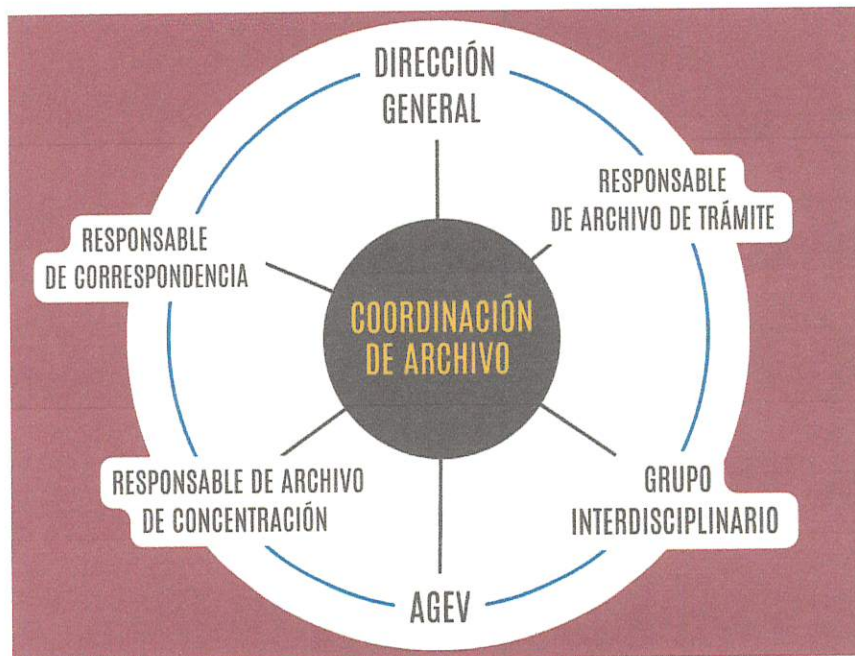 DIRECCIÓN
GENERAL
RESPONSABLE
DE ARCHIVO DE TRÁMITE
RESPONSABLE
DE CORRESPONDENCIA
COORDINACIÓN
DE ARCHIVO
RESPONSABLE DE ARCHIVO
DE CONCENTRACIÓN
GRUPO
INTERDISCIPLINARIO
AGEV